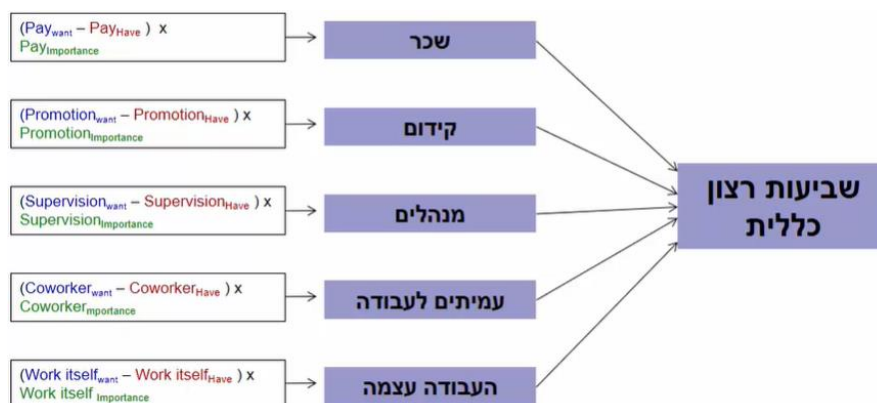 (Paywant – PayHave ) x
PayImportance
שכר
(Promotionwant – PromotionHave ) x
PromotionImportance
קידום
(Supervisionwant – SupervisionHave ) x
SupervisionImportance
מנהלים
(Coworkerwant – CoworkerHave ) x
Coworkermportance
עמיתים לעבודה
(Work itselfwant – Work itselfHave ) x
Work itself Importance
העבודה עצמה
שביעות רצון
כללית